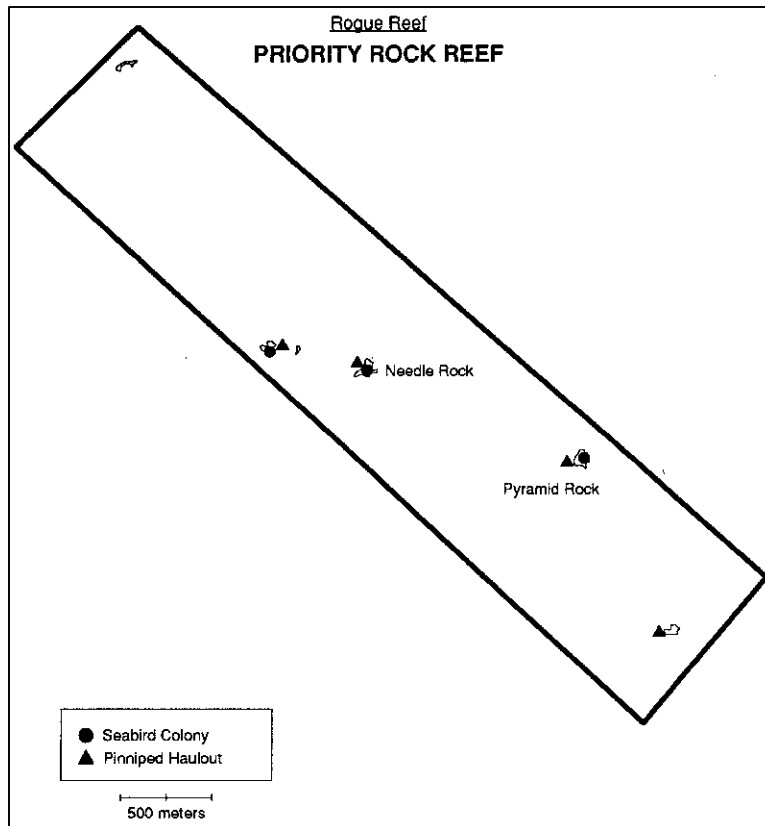 Rogue Reef
PRIORITY ROCK REEF
Needle Rock
Pyramid Rock
Seabird Colony
Pinniped Haulout
500 meters